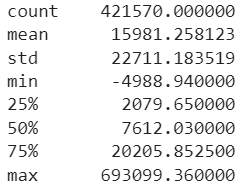 count 421570.000000
mean 15981.258123
std 22711.183519
min -4988.940000
25% 2079.650000
50% 7612.030000
75% 20205.852500
max 693099.360000